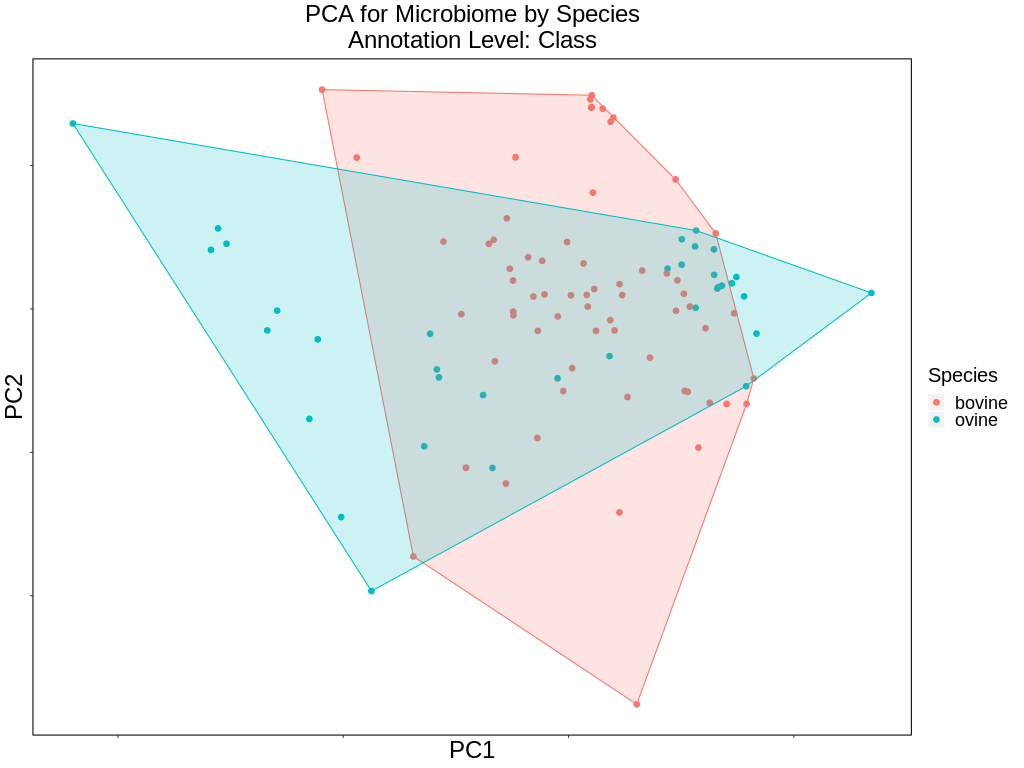 PCA for Microbiome by Species
Annotation Level: Class
PC2
PC1
Species
bovine
ovine